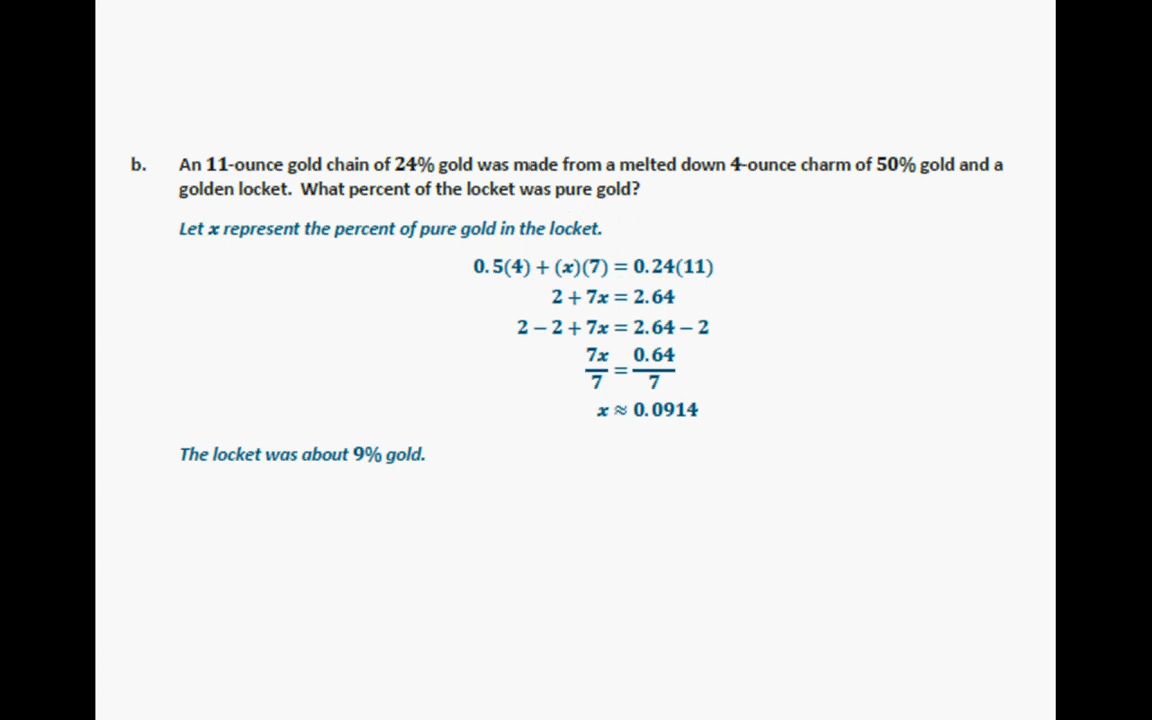 b. An 11-ounce gold chain of 24% gold was made from a melted down 4-ounce charm of 50% gold and a
golden locket. What percent of the locket was pure gold?
Let x represent the percent of pure gold in the locket.
0.5(4) + (x)(7) = 0.24(11)
2 + 7x = 2.64
2 – 2 + 7x = 2.64 – 2
7x/7 = 0.64/7
x ≈ 0.0914
The locket was about 9% gold.